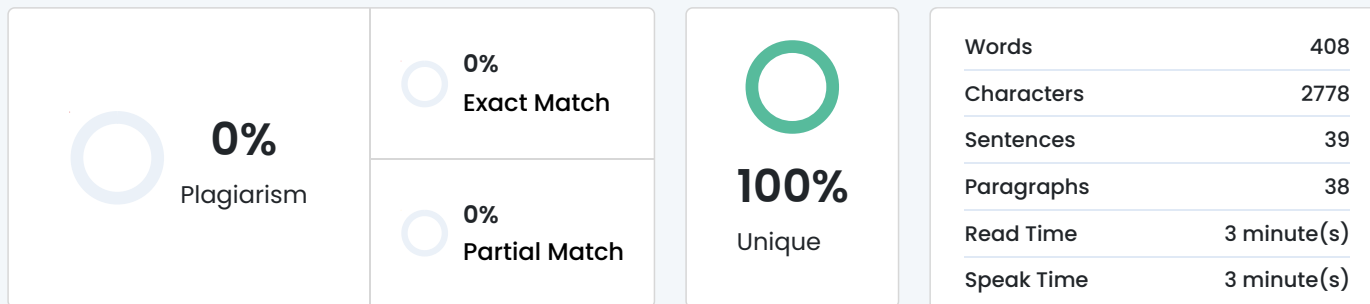 0%
Plagiarism
0%
Exact Match
0%
Partial Match
100%
Unique
Words 408
Characters 2778
Sentences 39
Paragraphs 38
Read Time 3 minute(s)
Speak Time 3 minute(s)